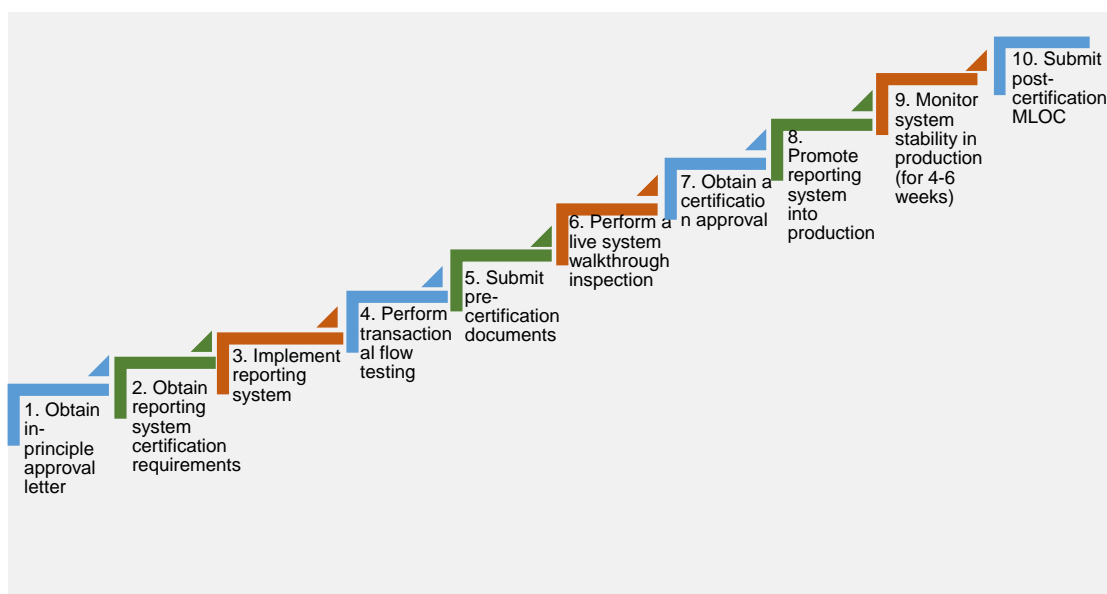 1. Obtain
in-
principle
approval
letter
2. Obtain
reporting
system
certification
requirements
3. Implement
reporting
system
4. Perform
transaction
al flow
testing
5. Submit
pre-
certification
documents
6. Perform a
live system
walkthrough
inspection
7. Obtain a
certificatio
n approval
8.
Promote
reporting
system
into
production
9. Monitor
system
stability in
production
(for 4-6
weeks)
10. Submit
post-
certification
MLOC